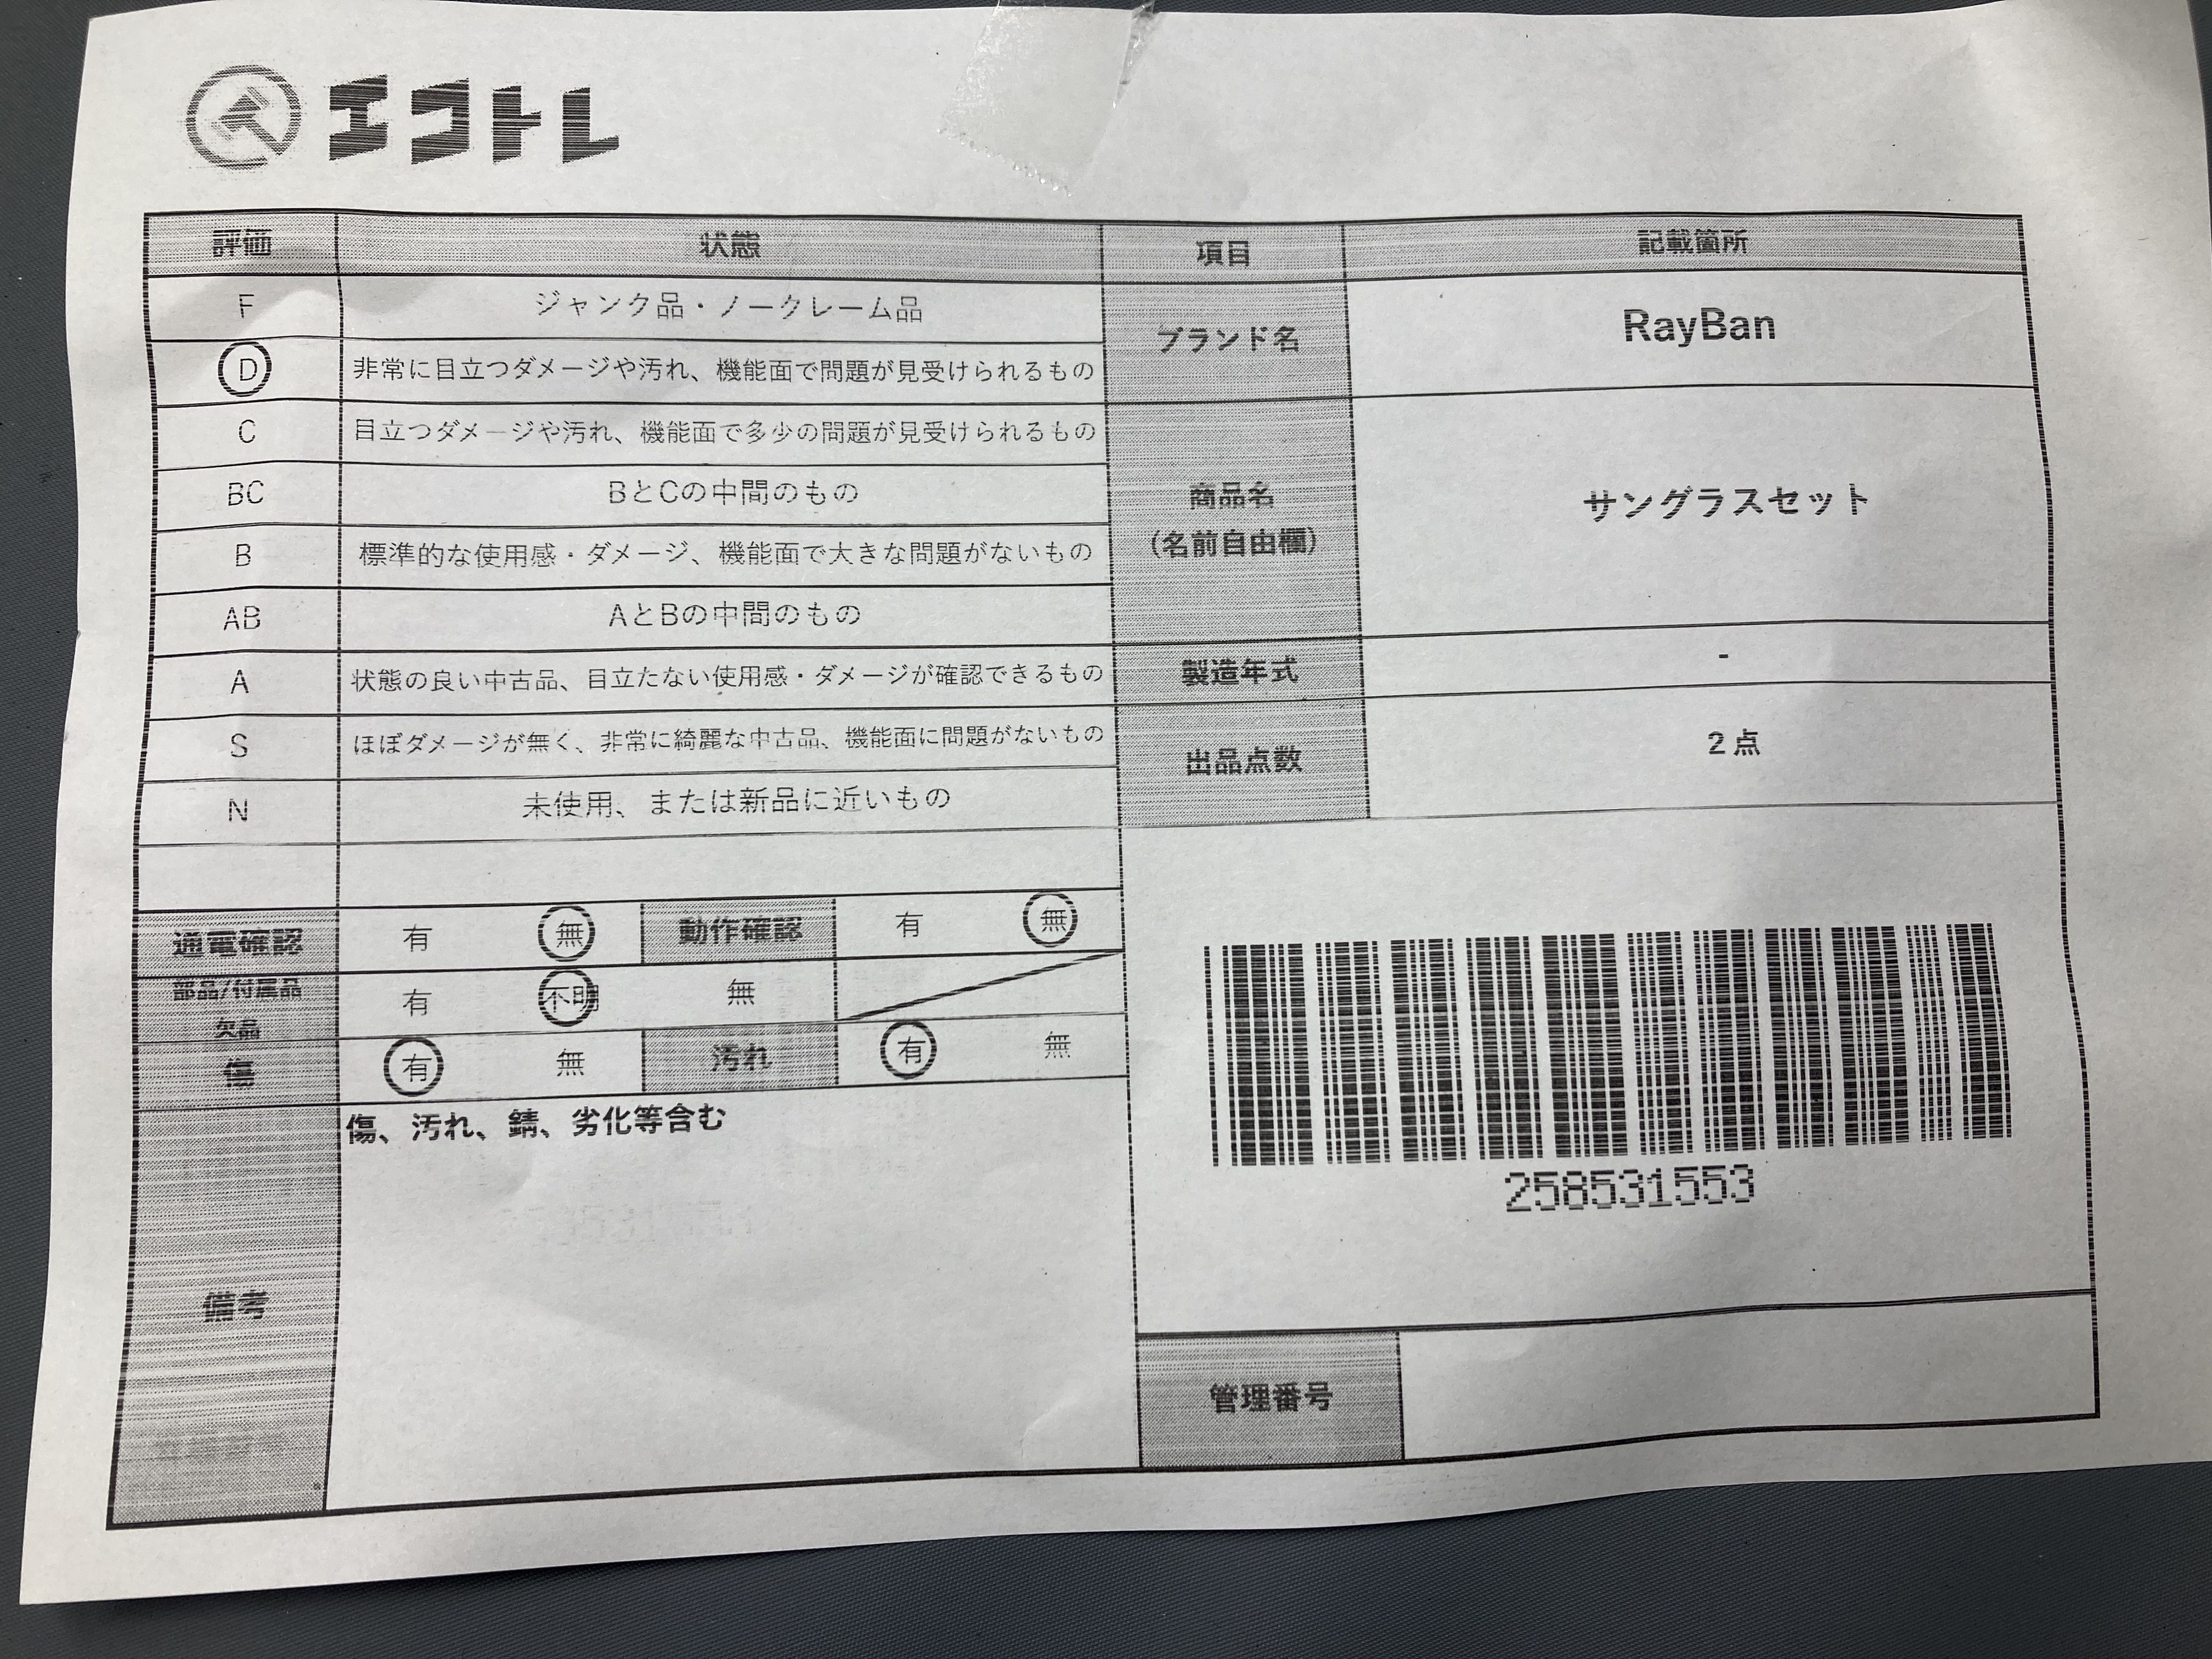 エコトレ
評価 状態 項目 記載箇所
F ジャンク品・ノークレーム品
D 非常に目立つダメージや汚れ、機能面で問題が見受けられるもの
C 目立つダメージや汚れ、機能面で多少の問題が見受けられるもの
BC BとCの中間のもの
B 標準的な使用感・ダメージ、機能面で大きな問題がないもの
AB AとBの中間のもの
A 状態の良い中古品、目立たない使用感・ダメージが確認できるもの
S ほぼダメージが無く、非常に綺麗な中古品、機能面に問題がないもの
N 未使用、または新品に近いもの
ブランド名 RayBan
商品名
(名前自由欄)
サングラスセット
製造年式 -
出品点数 2点
通電確認 有 無 動作確認 有 無
部品/付属品
欠品
有 不明 無
傷 有 無 汚れ 有 無
備考
傷、汚れ、錆、劣化等含む
258531553
管理番号